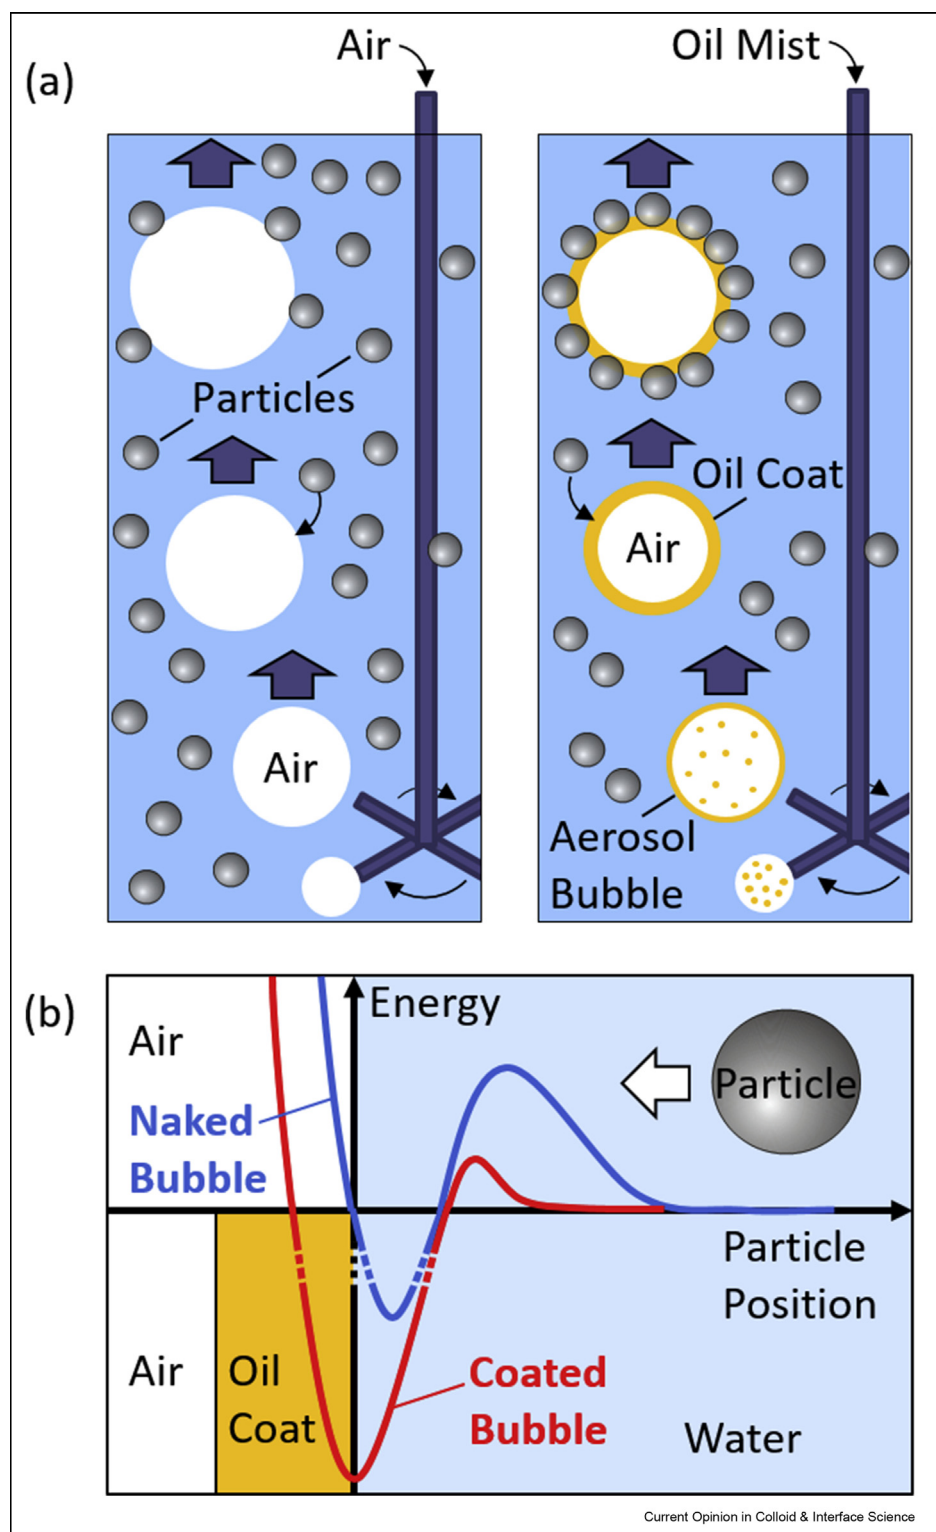 (a)
Air
Oil Mist
Particles
Oil Coat
Air
Air
Aerosol
Bubble
(b)
Energy
Air
Particle
Naked
Bubble
Particle
Position
Air
Oil
Coat
Coated
Bubble
Water
Current Opinion in Colloid & Interface Science